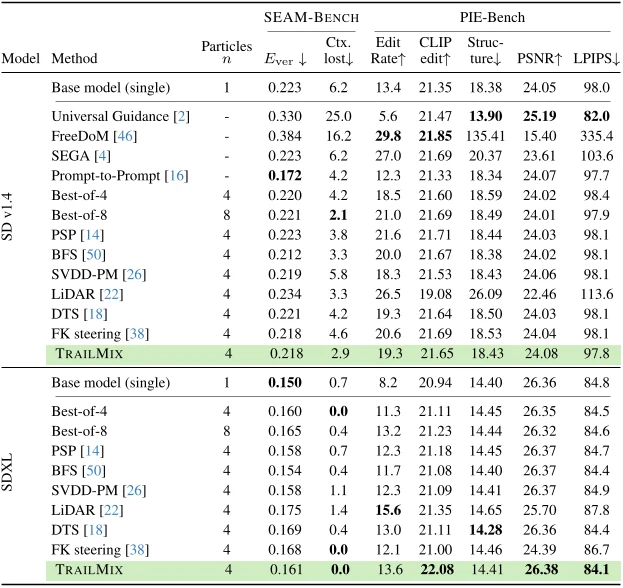 SEAM-BENCH PIE-Bench
Model Method Particles n E_ver ↓ Ctx. lost↓ Edit Rate↑ CLIP edit↑ Struc-ture↓ PSNR↑ LPIPS↓
SD v1.4
Base model (single) 1 0.223 6.2 13.4 21.35 18.38 24.05 98.0
Universal Guidance [2] - 0.330 25.0 5.6 21.47 13.90 25.19 82.0
FreeDoM [46] - 0.384 16.2 29.8 21.85 135.41 15.40 335.4
SEGA [4] - 0.223 6.2 27.0 21.69 20.37 23.61 103.6
Prompt-to-Prompt [16] - 0.172 4.2 12.3 21.33 18.34 24.07 97.7
Best-of-4 4 0.220 4.2 18.5 21.60 18.59 24.02 98.4
Best-of-8 8 0.221 2.1 21.0 21.69 18.49 24.01 97.9
PSP [14] 4 0.223 3.8 21.6 21.71 18.44 24.03 98.1
BFS [50] 4 0.212 3.3 20.0 21.67 18.38 24.02 98.1
SVDD-PM [26] 4 0.219 5.8 18.3 21.53 18.43 24.06 98.1
LiDAR [22] 4 0.234 3.3 26.5 19.08 26.09 22.46 113.6
DTS [18] 4 0.221 4.2 19.3 21.64 18.50 24.03 98.1
FK steering [38] 4 0.218 4.6 20.6 21.69 18.53 24.04 98.1
TRAILMIX 4 0.218 2.9 19.3 21.65 18.43 24.08 97.8
SDXL
Base model (single) 1 0.150 0.7 8.2 20.94 14.40 26.36 84.8
Best-of-4 4 0.160 0.0 11.3 21.11 14.45 26.35 84.5
Best-of-8 8 0.165 0.4 13.2 21.23 14.44 26.32 84.6
PSP [14] 4 0.158 0.7 12.3 21.18 14.45 26.37 84.7
BFS [50] 4 0.154 0.4 11.7 21.08 14.40 26.37 84.4
SVDD-PM [26] 4 0.158 1.1 12.3 21.09 14.41 26.37 84.9
LiDAR [22] 4 0.175 1.4 15.6 21.35 14.65 25.70 87.8
DTS [18] 4 0.169 0.4 13.0 21.11 14.28 26.36 84.4
FK steering [38] 4 0.168 0.0 12.1 21.00 14.46 24.39 86.7
TRAILMIX 4 0.161 0.0 13.6 22.08 14.41 26.38 84.1